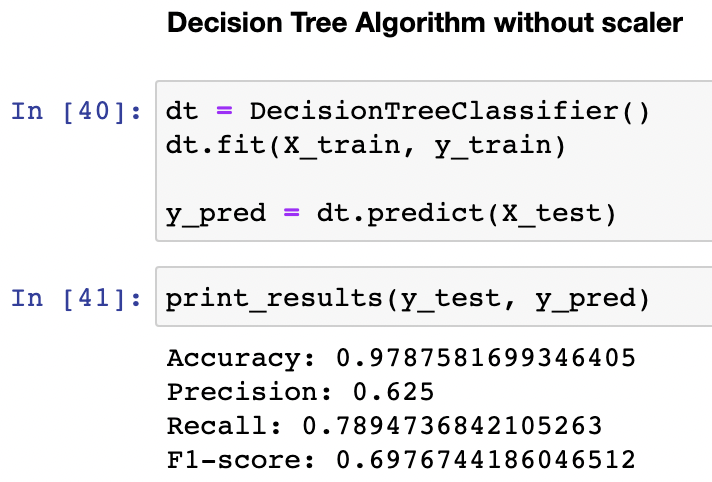 Decision Tree Algorithm without scaler
In [40]: dt = DecisionTreeClassifier()
dt.fit(X_train, y_train)
y_pred = dt.predict(X_test)
In [41]: print_results(y_test, y_pred)
Accuracy: 0.9787581699346405
Precision: 0.625
Recall: 0.7894736842105263
F1-score: 0.6976744186046512